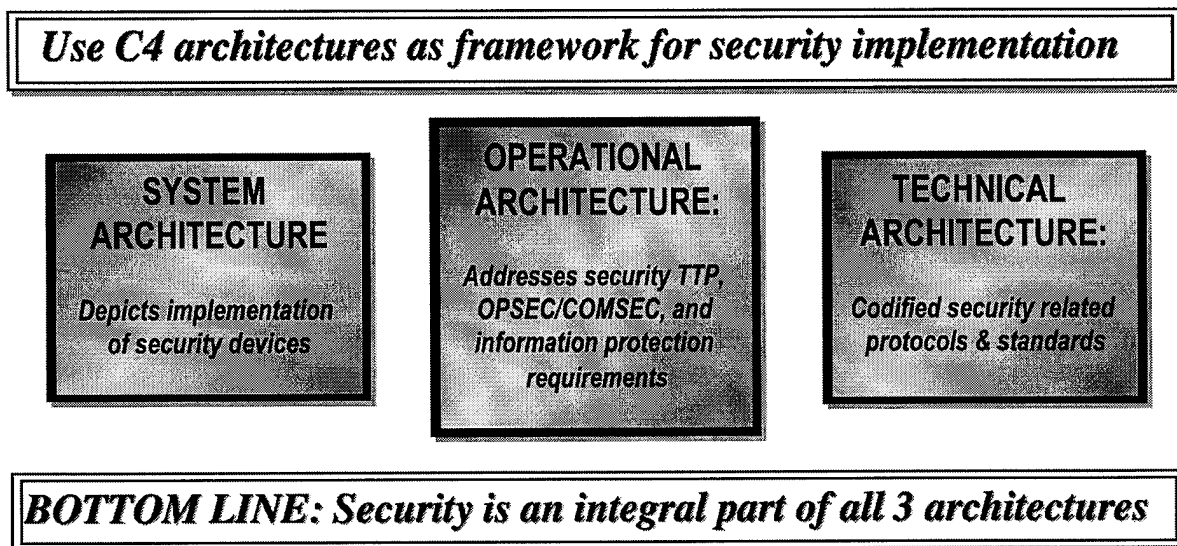 Use C4 architectures as framework for security implementation
SYSTEM
ARCHITECTURE
Depicts implementation
of security devices
OPERATIONAL
ARCHITECTURE:
Addresses security TTP,
OPSEC/COMSEC, and
information protection
requirements
TECHNICAL
ARCHITECTURE:
Codified security related
protocols & standards
BOTTOM LINE: Security is an integral part of all 3 architectures